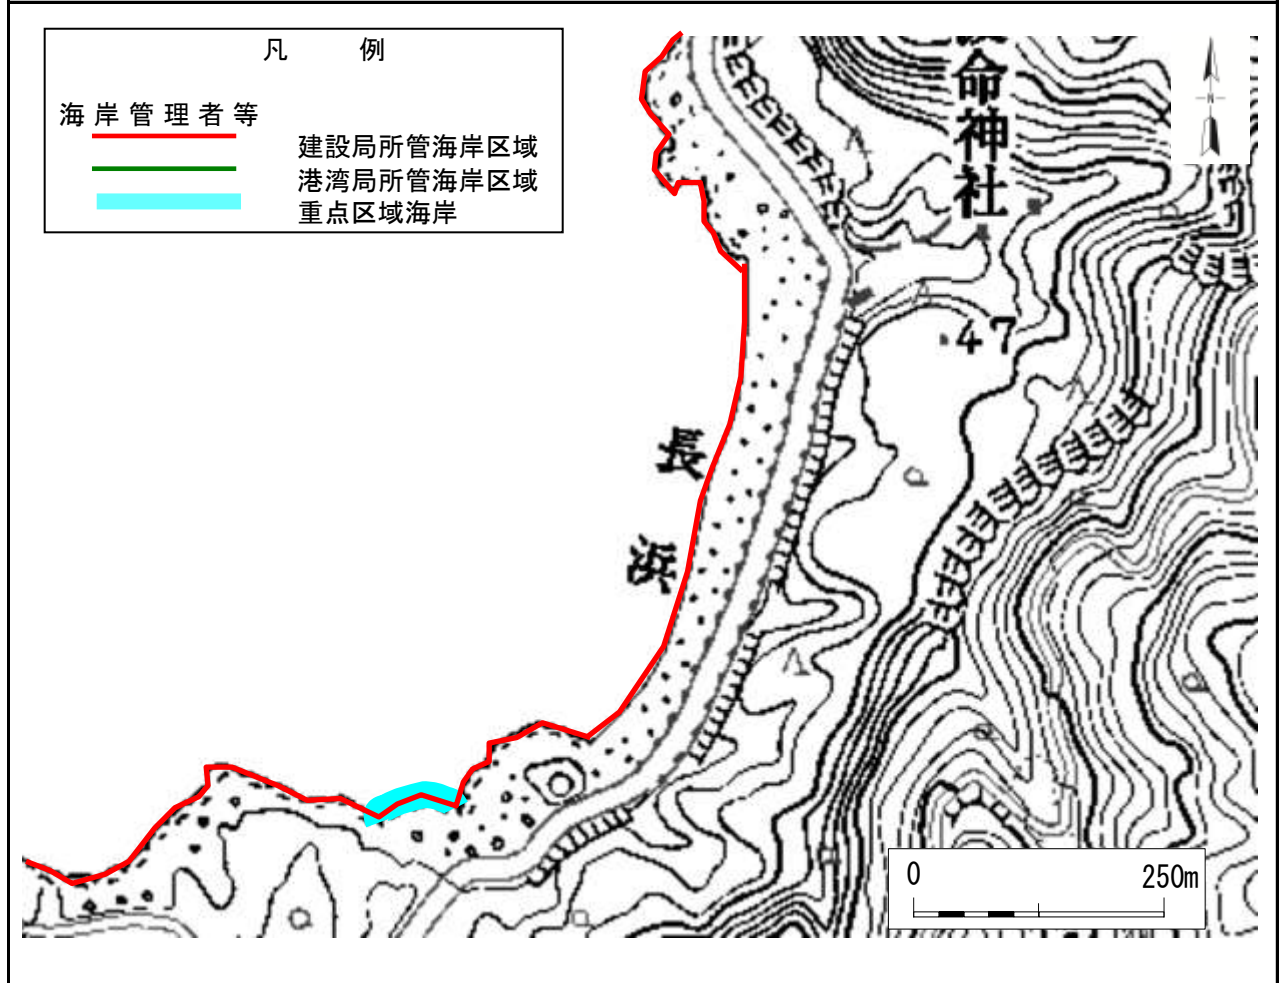 凡 例
海岸管理者等
建設局所管海岸区域
港湾局所管海岸区域
重点区域海岸
命神社
N
47
長浜
0 250m